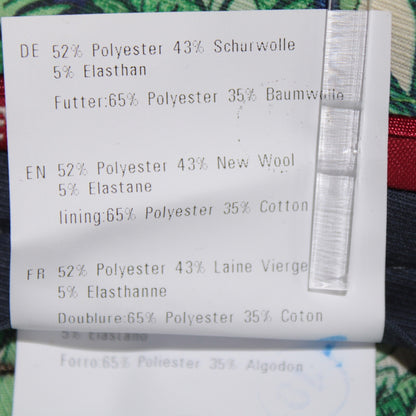 DE 52% Polyester 43% Schurwolle
5% Elasthan
Futter:65% Polyester 35% Baumwolle
EN 52% Polyester 43% New Wool
5% Elastane
lining:65% Polyester 35% Cotton
FR 52% Polyester 43% Laine Vierge
5% Elasthanne
Doublure:65% Polyester 35% Coton
5% Elastano
Forro:65% Poliester 35% Algodon